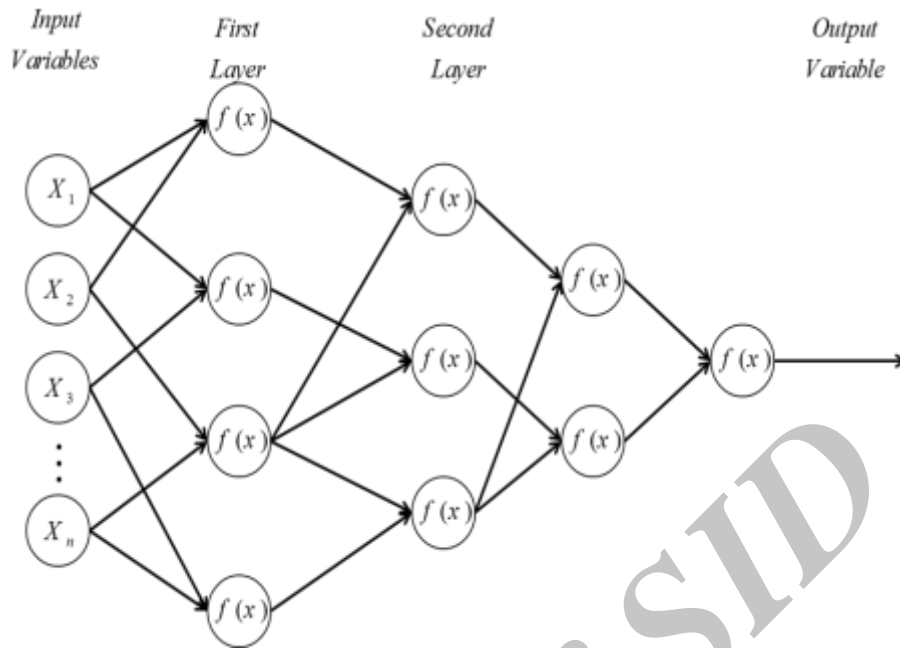 Input
Variables
First
Layer
Second
Layer
Output
Variable
X₁
X₂
X₃
Xₙ
f(x)
f(x)
f(x)
f(x)
f(x)
f(x)
f(x)
f(x)
f(x)
f(x)
SID